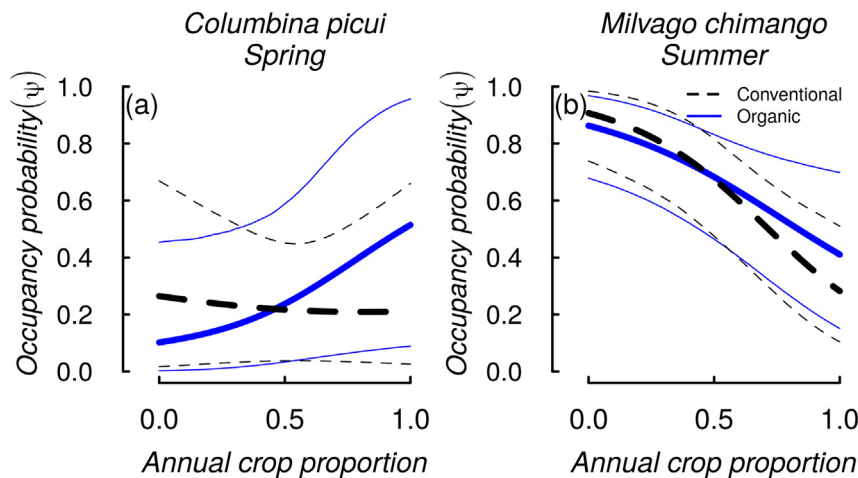 Columbina picui
Spring
Milvago chimango
Summer
Occupancy probability(ψ)
1.0
0.8
0.6
0.4
0.2
0.0
(a)
0.0 0.5 1.0
Annual crop proportion
Occupancy probability(ψ)
1.0
0.8
0.6
0.4
0.2
0.0
(b)
Conventional
Organic
0.0 0.5 1.0
Annual crop proportion